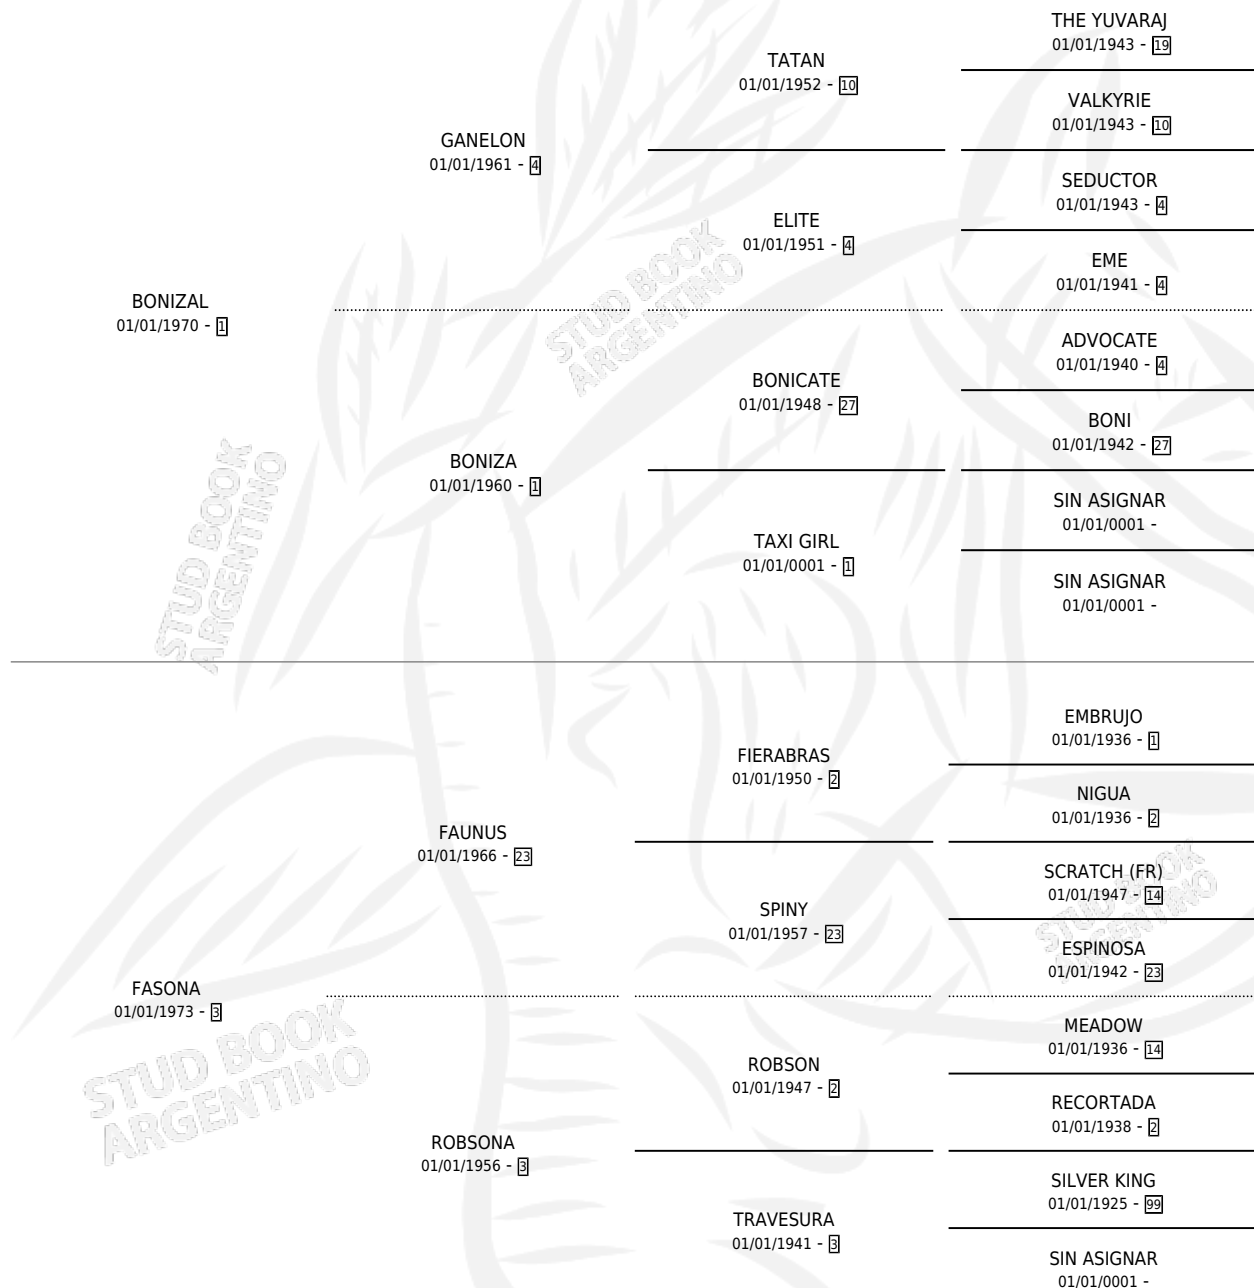 THE YUVARAJ
01/01/1943 - 19
TATAN
01/01/1952 - 10
VALKYRIE
01/01/1943 - 10
GANELON
01/01/1961 - 4
SEDUCTOR
01/01/1943 - 4
ELITE
01/01/1951 - 4
EME
01/01/1941 - 4
BONIZAL
01/01/1970 - 1
ADVOCATE
01/01/1940 - 4
BONICATE
01/01/1948 - 27
BONI
01/01/1942 - 27
BONIZA
01/01/1960 - 1
SIN ASIGNAR
01/01/0001 -
TAXI GIRL
01/01/0001 - 1
SIN ASIGNAR
01/01/0001 -
EMBRUJO
01/01/1936 - 1
FIERABRAS
01/01/1950 - 2
NIGUA
01/01/1936 - 2
FAUNUS
01/01/1966 - 23
SCRATCH (FR)
01/01/1947 - 14
SPINY
01/01/1957 - 23
ESPINOSA
01/01/1942 - 23
FASONA
01/01/1973 - 3
MEADOW
01/01/1936 - 14
ROBSON
01/01/1947 - 2
RECORTADA
01/01/1938 - 2
ROBSONA
01/01/1956 - 3
SILVER KING
01/01/1925 - 99
TRAVESURA
01/01/1941 - 3
SIN ASIGNAR
01/01/0001 -
STUD BOOK
ARGENTINO
STUD BOOK
ARGENTINO
STUD BOOK
ARGENTINO
STUD BOOK
ARGENTINO